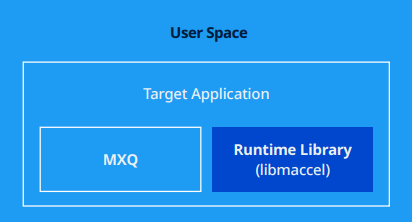 User Space
Target Application
MXQ
Runtime Library
(libmaccel)